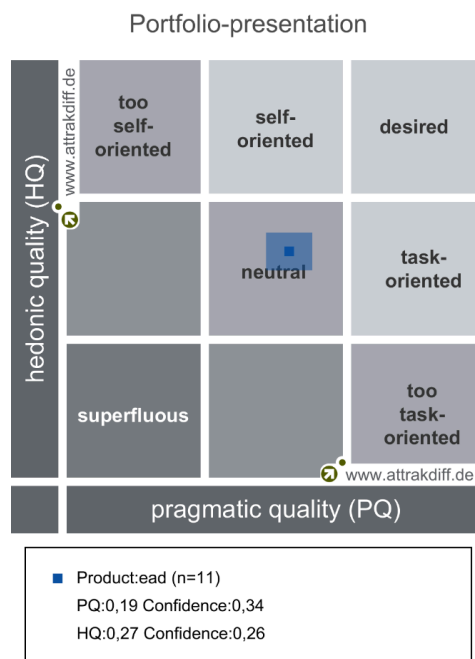 Portfolio-presentation
hedonic quality (HQ)
www.attrakdiff.de
too
self-
oriented
self-
oriented
desired
neutral
task-
oriented
superfluous
too
task-
oriented
www.attrakdiff.de
pragmatic quality (PQ)
Product:ead (n=11)
PQ:0,19 Confidence:0,34
HQ:0,27 Confidence:0,26